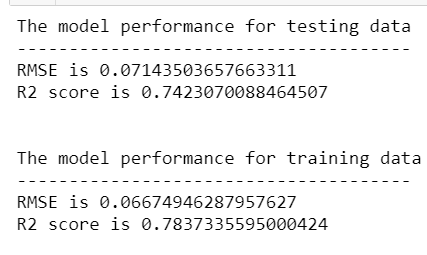 The model performance for testing data
--------------------------------------
RMSE is 0.07143503657663311
R2 score is 0.7423070088464507
The model performance for training data
--------------------------------------
RMSE is 0.06674946287957627
R2 score is 0.7837335595000424